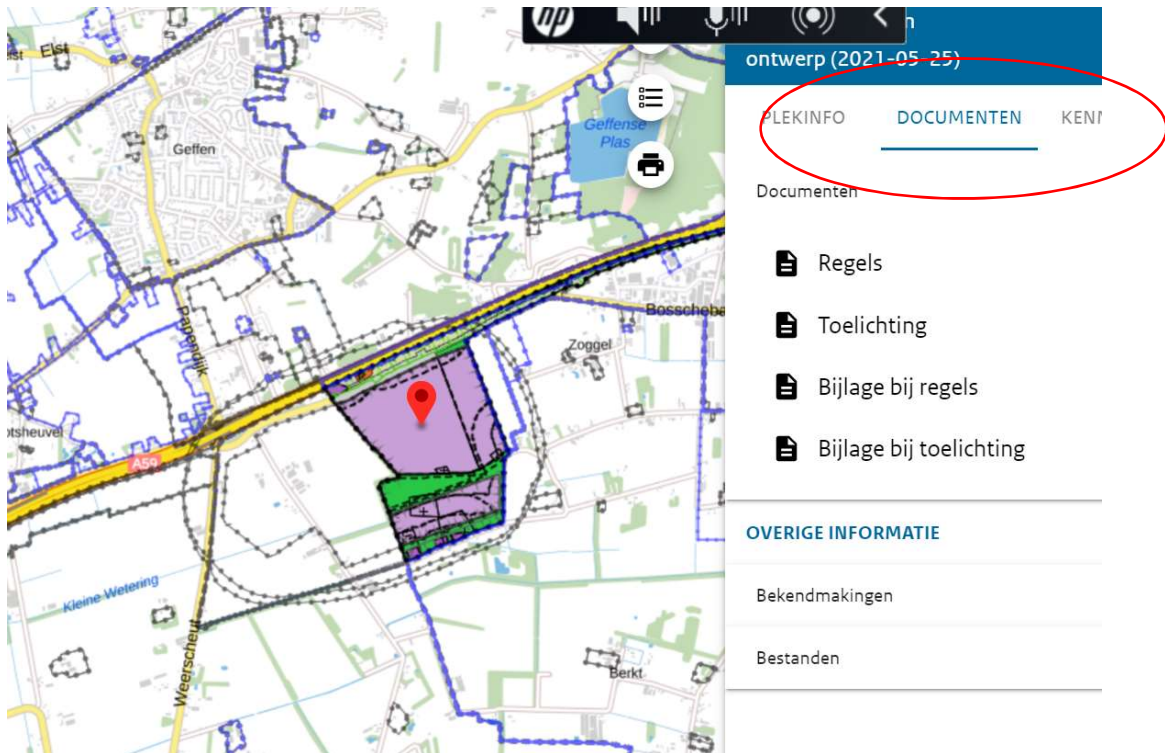 hp
ontwerp (2021-05-25)
PLEKINFO DOCUMENTEN
Documenten
Regels
Toelichting
Bijlage bij regels
Bijlage bij toelichting
OVERIGE INFORMATIE
Bekendmakingen
Bestanden
Elst
Geffen
Geffense
Plas
Papendijk
Zoggel
A59
Kleine Wetering
Weerscheut
Berkt